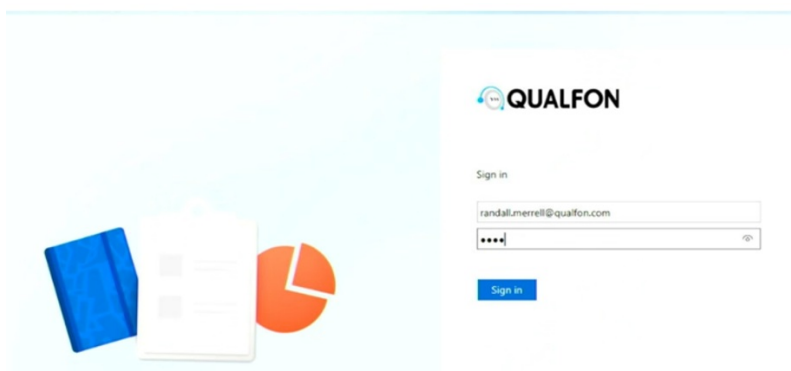 QUALFON
Sign in
randall.merrell@qualfon.com
••••
Sign in